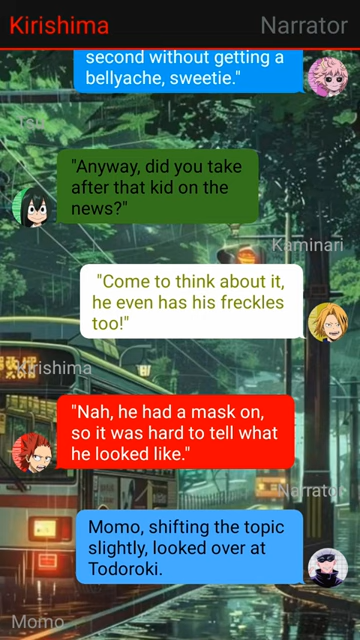 Kirishima
Narrator
second without getting a
bellyache, sweetie."
Tsu
"Anyway, did you take
after that kid on the
news?"
Kaminari
"Come to think about it,
he even has his freckles
too!"
Kirishima
"Nah, he had a mask on,
so it was hard to tell what
he looked like."
Narrator
Momo, shifting the topic
slightly, looked over at
Todoroki.
Momo